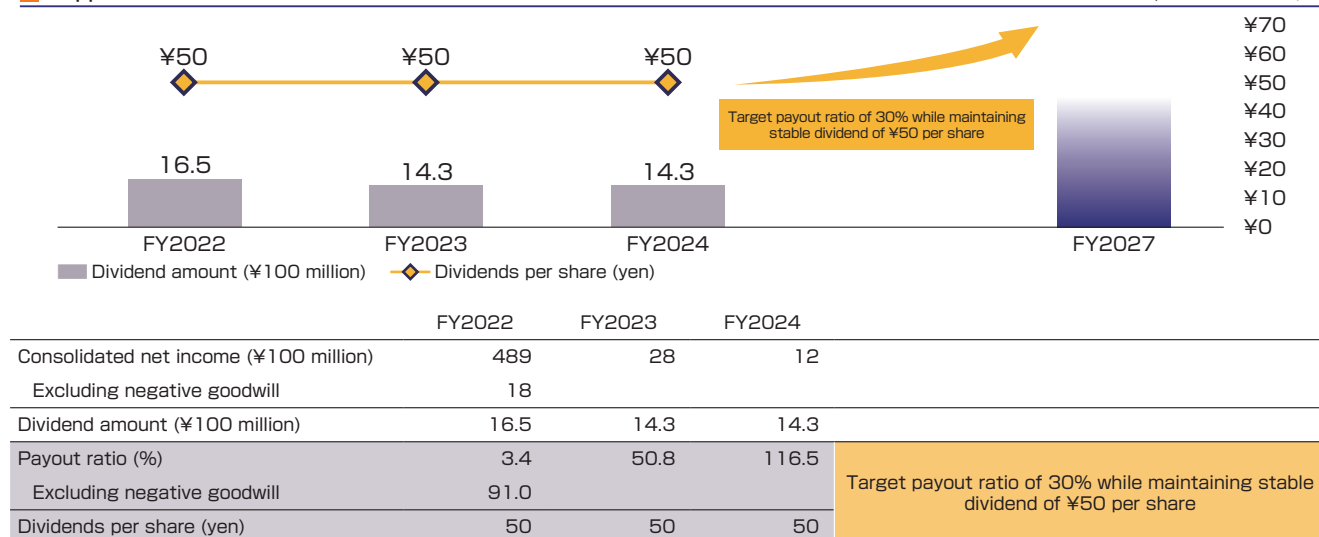 ¥70
¥60
¥50
¥40
¥30
¥20
¥10
¥0
¥50 ¥50 ¥50
Target payout ratio of 30% while maintaining
stable dividend of ¥50 per share
16.5 14.3 14.3
FY2022 FY2023 FY2024 FY2027
Dividend amount (¥100 million) Dividends per share (yen)
FY2022 FY2023 FY2024
Consolidated net income (¥100 million) 489 28 12
Excluding negative goodwill 18
Dividend amount (¥100 million) 16.5 14.3 14.3
Payout ratio (%) 3.4 50.8 116.5
Excluding negative goodwill 91.0
Target payout ratio of 30% while maintaining stable
dividend of ¥50 per share
Dividends per share (yen) 50 50 50